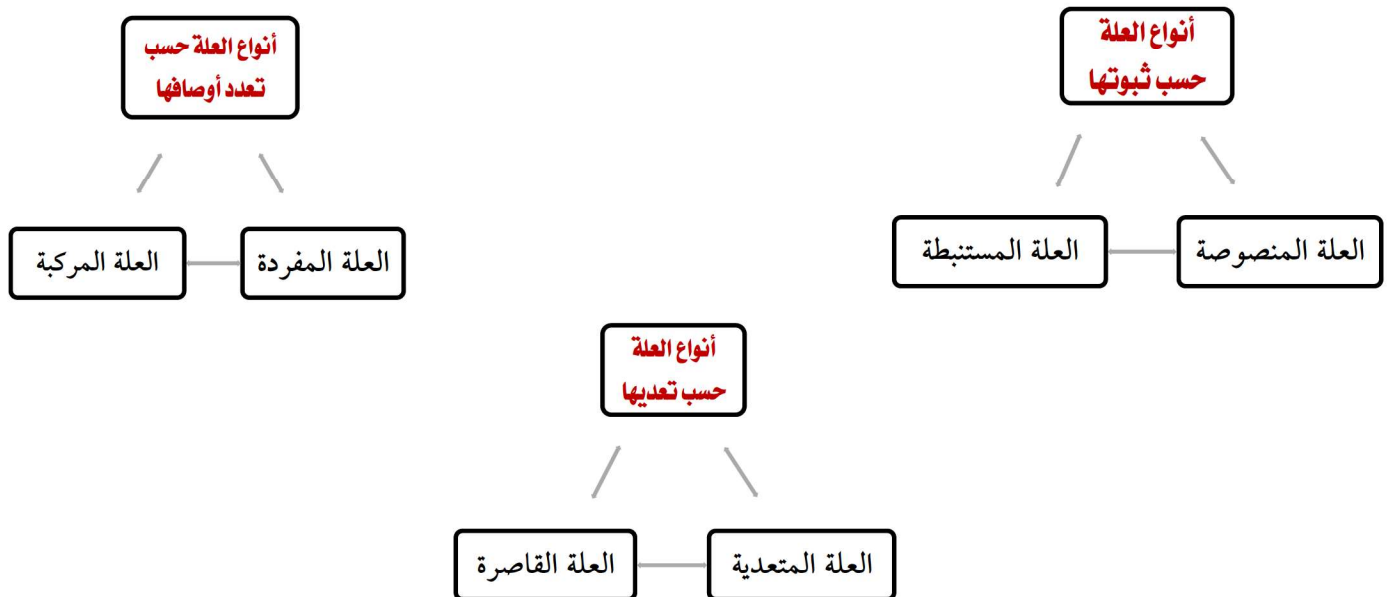 أنواع العلة
حسب ثبوتها
العلة المنصوصة
العلة المستنبطة
أنواع العلة حسب
تعدد أوصافها
العلة المفردة
العلة المركبة
أنواع العلة
حسب تعديها
العلة المتعدية
العلة القاصرة